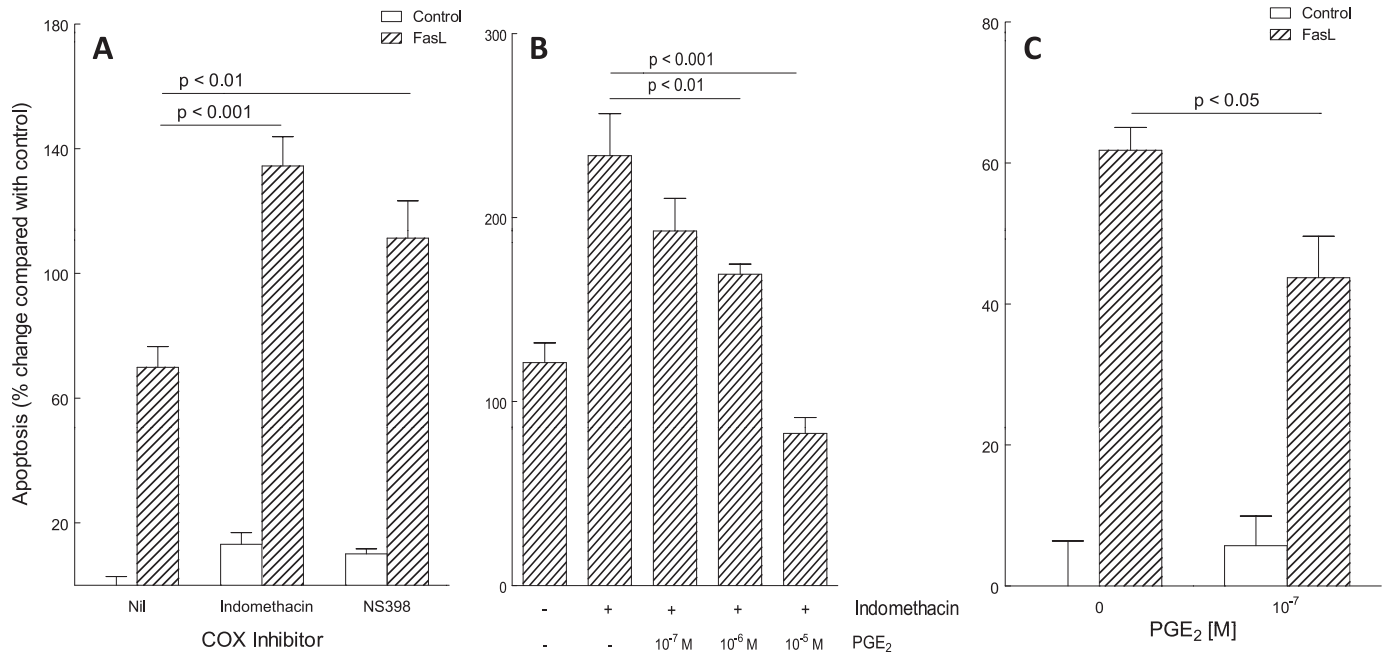 A
Control
FasL
p < 0.01
p < 0.001
Apoptosis (% change compared with control)
180
140
100
60
20
Nil
Indomethacin
NS398
COX Inhibitor
B
p < 0.001
p < 0.01
300
200
100
0
- + + + + Indomethacin
- - 10⁻⁷ M 10⁻⁶ M 10⁻⁵ M PGE₂
C
Control
FasL
p < 0.05
80
60
40
20
0
0
10⁻⁷
PGE₂ [M]